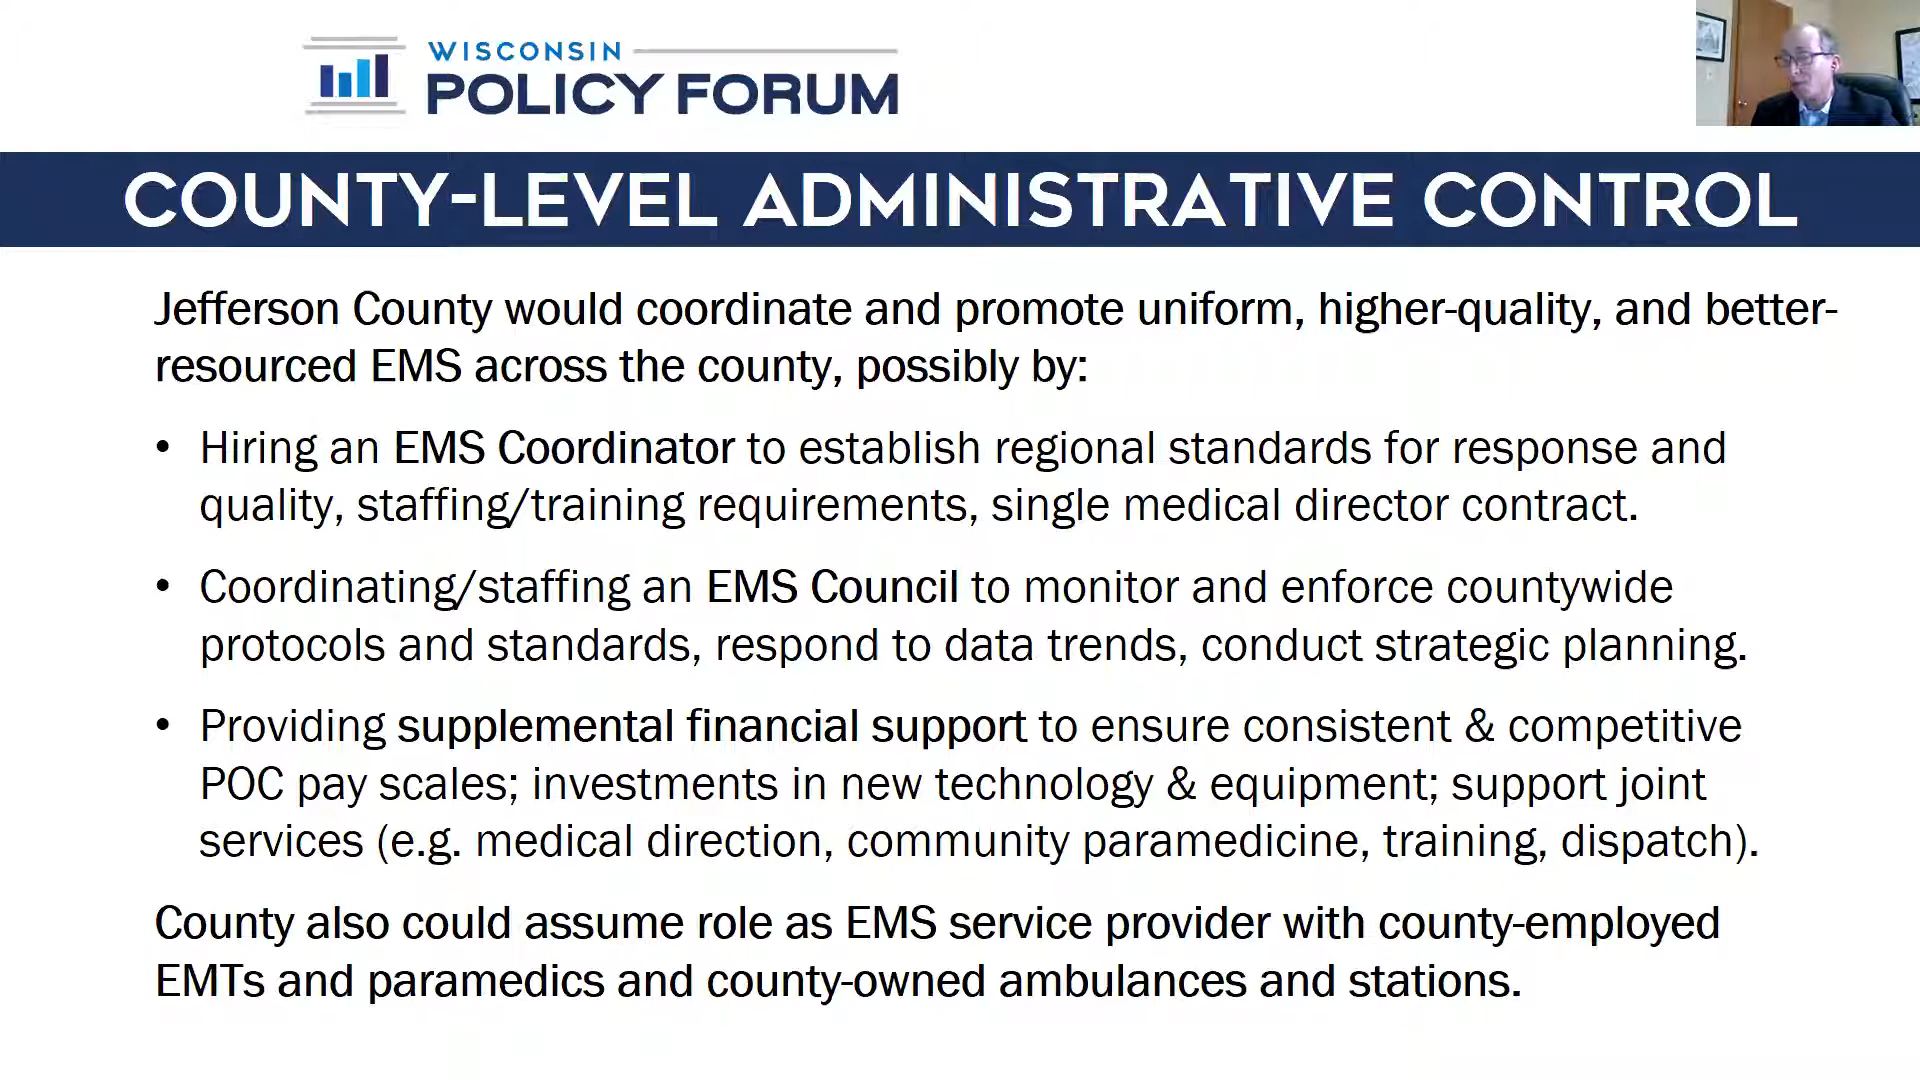 WISCONSIN
POLICY FORUM
COUNTY-LEVEL ADMINISTRATIVE CONTROL
Jefferson County would coordinate and promote uniform, higher-quality, and better-
resourced EMS across the county, possibly by:
• Hiring an EMS Coordinator to establish regional standards for response and
quality, staffing/training requirements, single medical director contract.
• Coordinating/staffing an EMS Council to monitor and enforce countywide
protocols and standards, respond to data trends, conduct strategic planning.
• Providing supplemental financial support to ensure consistent & competitive
POC pay scales; investments in new technology & equipment; support joint
services (e.g. medical direction, community paramedicine, training, dispatch).
County also could assume role as EMS service provider with county-employed
EMTs and paramedics and county-owned ambulances and stations.